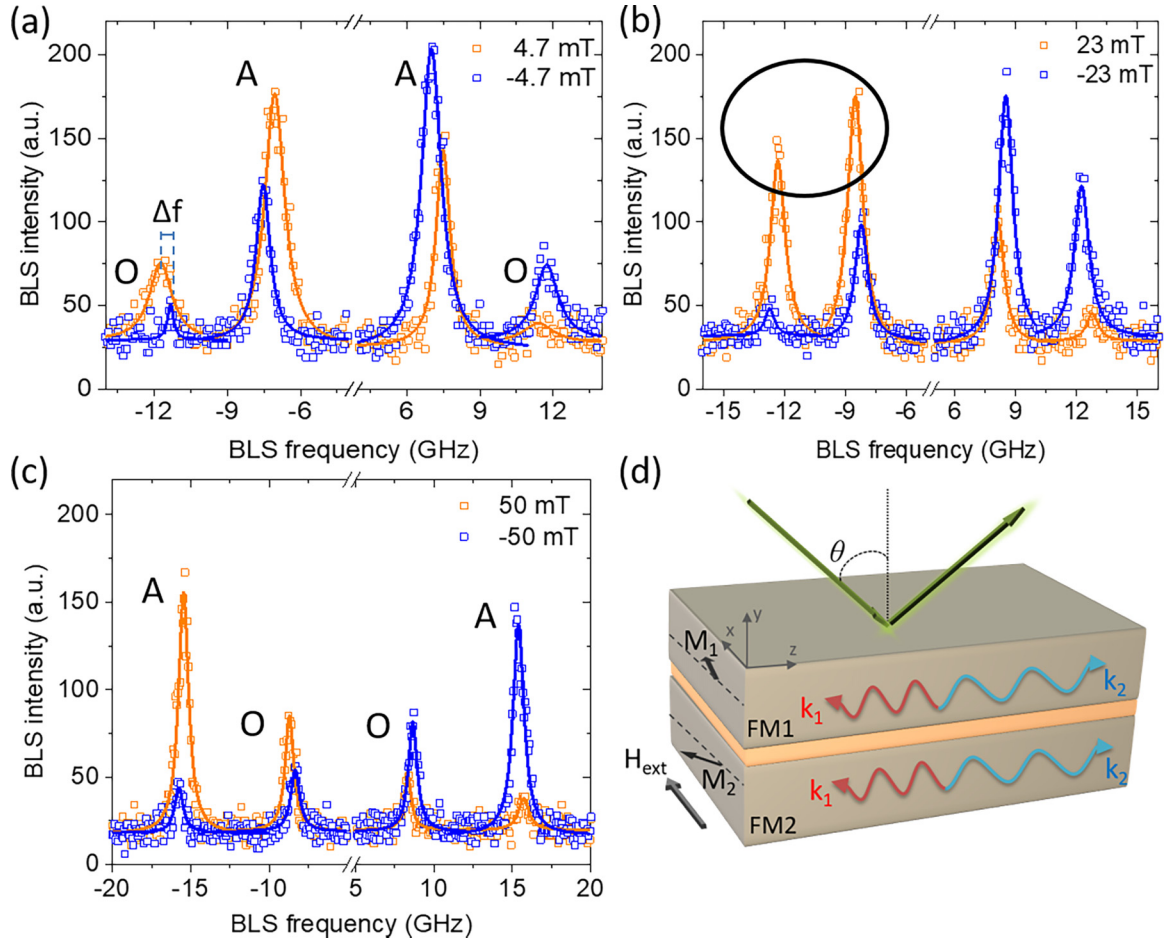 (a)
BLS intensity (a.u.)
200
150
100
50
0
4.7 mT
-4.7 mT
A
A
Δf
O
O
-12 -9 -6 6 9 12
BLS frequency (GHz)
(b)
BLS intensity (a.u.)
200
150
100
50
0
23 mT
-23 mT
-15 -12 -9 -6 6 9 12 15
BLS frequency (GHz)
(c)
BLS intensity (a.u.)
200
150
100
50
0
50 mT
-50 mT
A
A
O
O
-20 -15 -10 5 10 15 20
BLS frequency (GHz)
(d)
θ
y
x
z
M1
k1
k2
FM1
Hext
M2
k1
k2
FM2